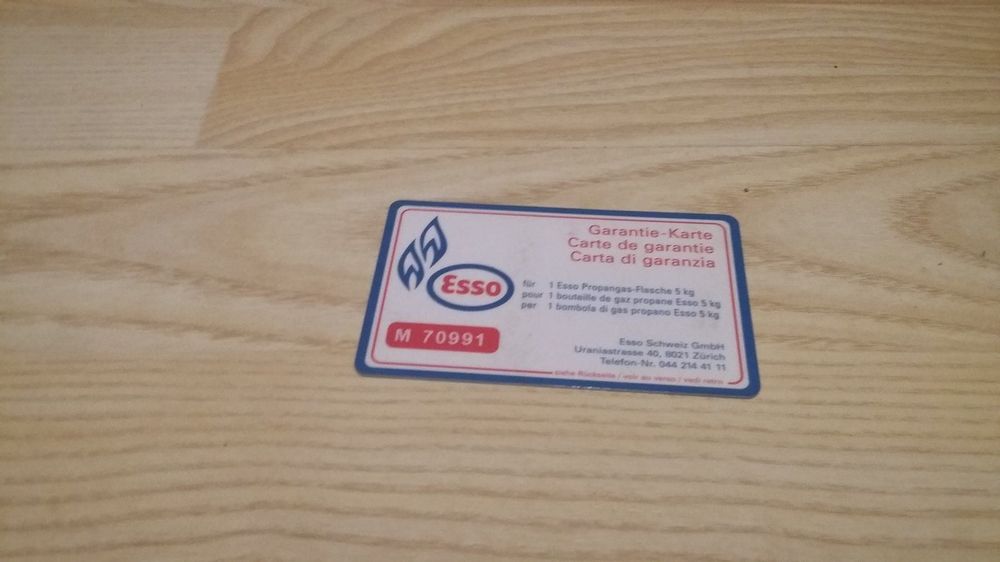 Garantie-Karte
Carte de garantie
Carta di garanzia
Esso
für 1 Esso Propangas-Flasche 5 kg
pour 1 bouteille de gaz propane Esso 5 kg
per 1 bombola di gas propano Esso 5 kg
M 70991
Esso Schweiz GmbH
Uraniastrasse 40, 8021 Zürich
Telefon-Nr. 044 214 41 11
siehe Rückseite / voir au verso / vedi retro